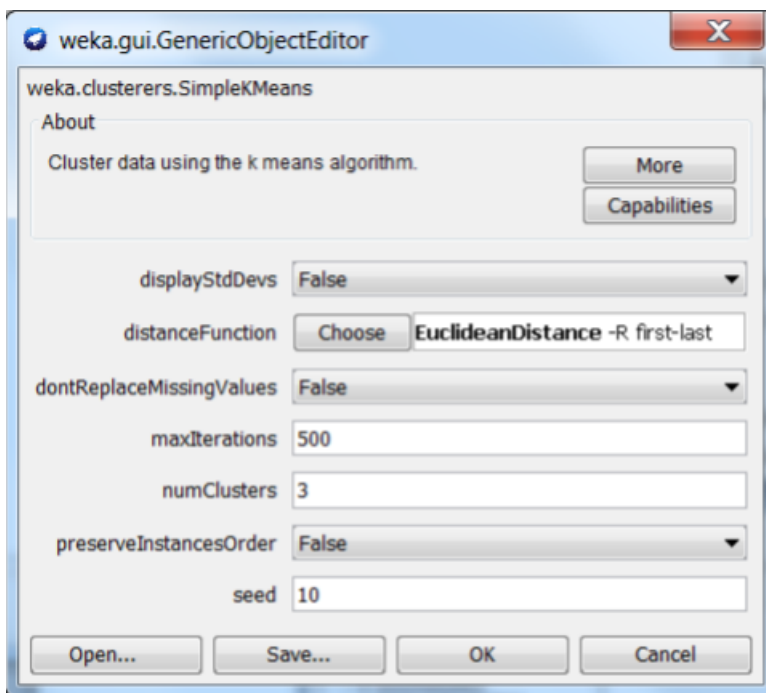 weka.gui.GenericObjectEditor
weka.clusterers.SimpleKMeans
About
Cluster data using the k means algorithm.
More
Capabilities
displayStdDevs False
distanceFunction Choose EuclideanDistance -R first-last
dontReplaceMissingValues False
maxIterations 500
numClusters 3
preserveInstancesOrder False
seed 10
Open... Save... OK Cancel